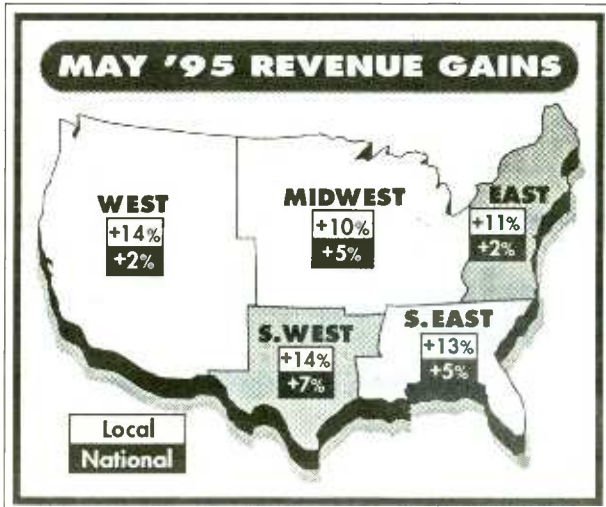 MAY '95 REVENUE GAINS
WEST
+14%
+2%
MIDWEST
+10%
+5%
EAST
+11%
+2%
S.WEST
+14%
+7%
S.EAST
+13%
+5%
Local
National